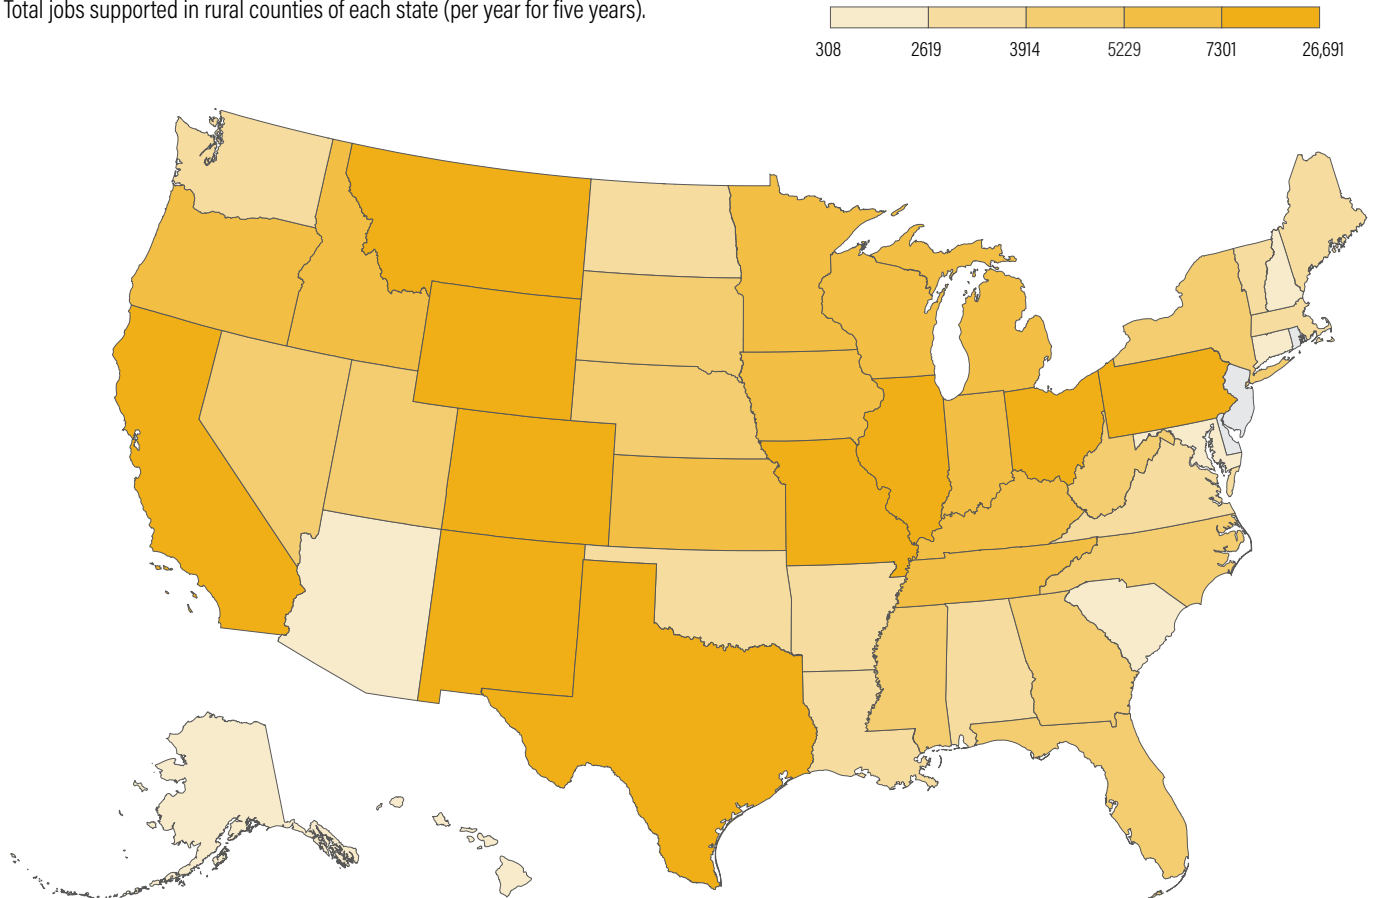 Total jobs supported in rural counties of each state (per year for five years).
308 2619 3914 5229 7301 26,691